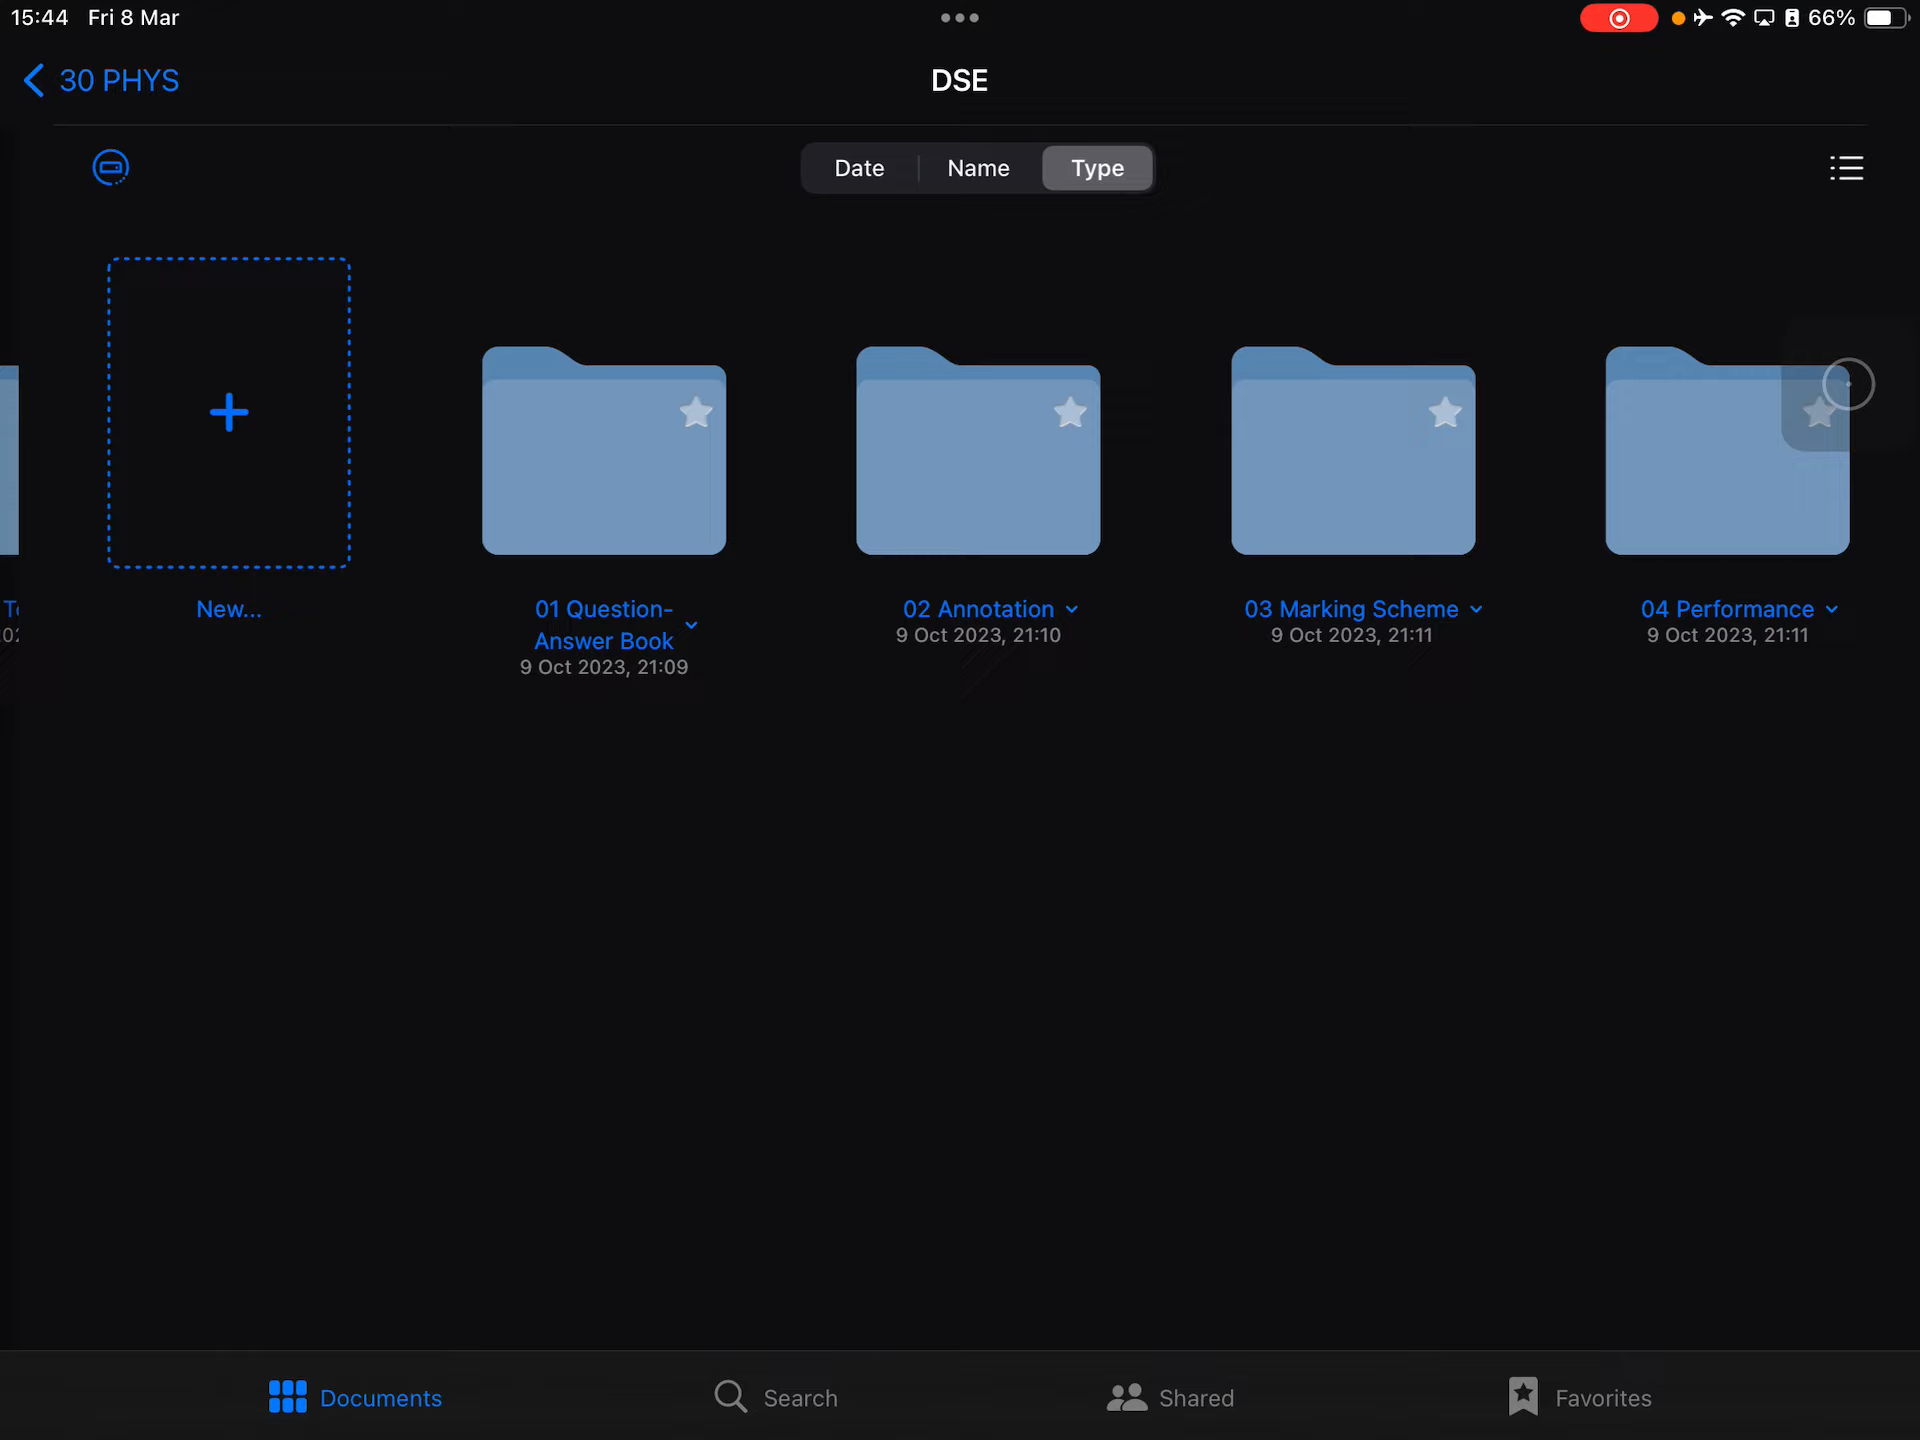 15:44 Fri 8 Mar
66%
30 PHYS
DSE
Date
Name
Type
New...
01 Question-
Answer Book
9 Oct 2023, 21:09
02 Annotation
9 Oct 2023, 21:10
03 Marking Scheme
9 Oct 2023, 21:11
04 Performance
9 Oct 2023, 21:11
Documents
Search
Shared
Favorites